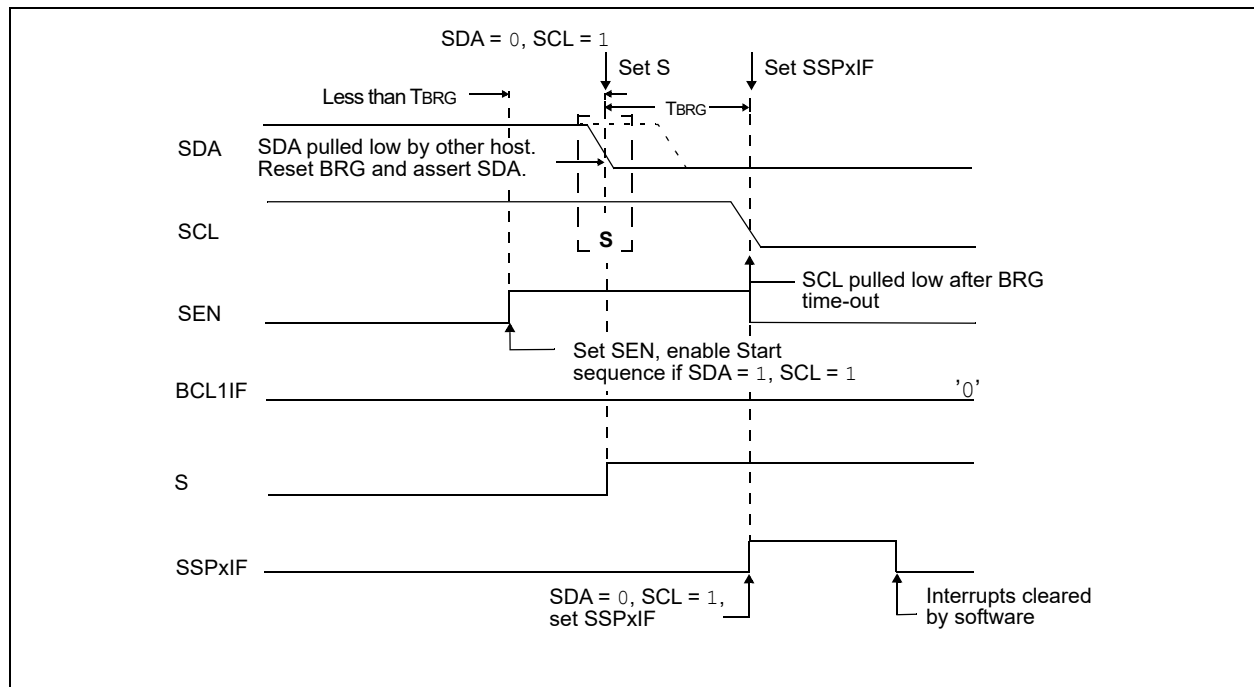 SDA = 0, SCL = 1
Set S
Set SSPxIF
Less than TBRG
TBRG
SDA
SDA pulled low by other host.
Reset BRG and assert SDA.
SCL
S
SCL pulled low after BRG
time-out
SEN
Set SEN, enable Start
sequence if SDA = 1, SCL = 1
BCL1IF
'0'
S
SSPxIF
SDA = 0, SCL = 1,
set SSPxIF
Interrupts cleared
by software